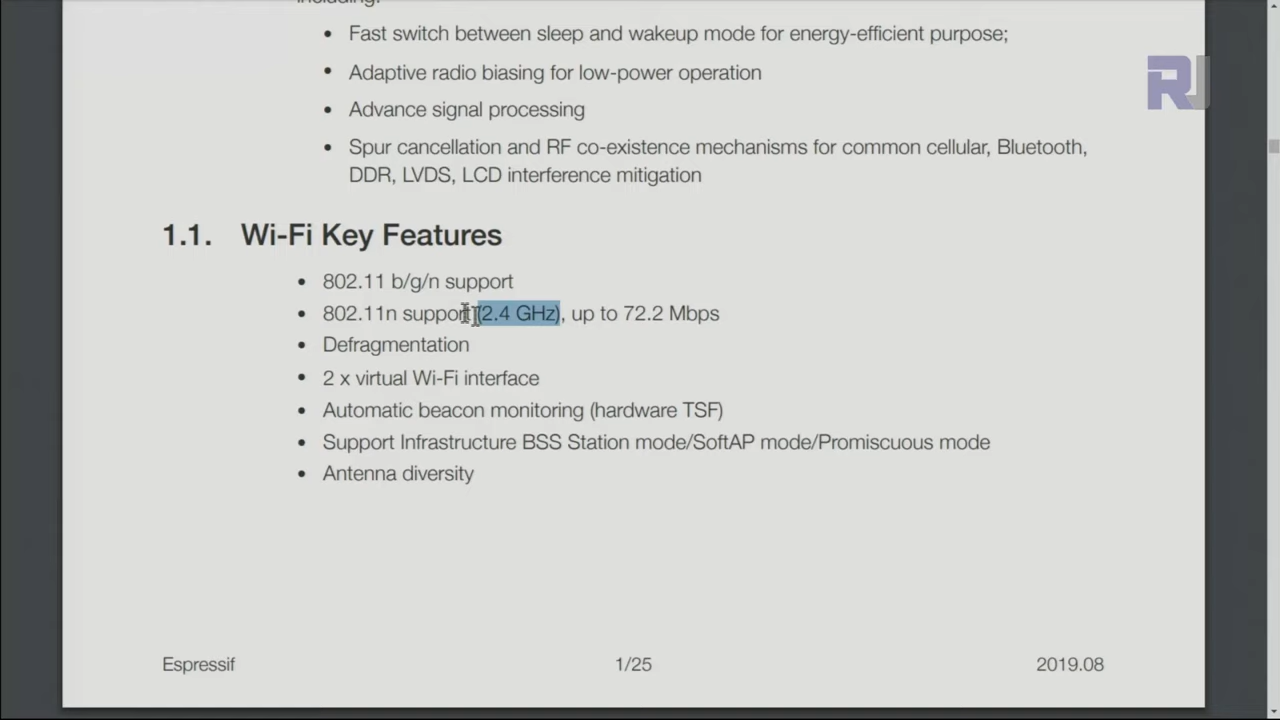 including:
• Fast switch between sleep and wakeup mode for energy-efficient purpose;
• Adaptive radio biasing for low-power operation
• Advance signal processing
• Spur cancellation and RF co-existence mechanisms for common cellular, Bluetooth,
DDR, LVDS, LCD interference mitigation
RJ
1.1. Wi-Fi Key Features
• 802.11 b/g/n support
• 802.11n support (2.4 GHz), up to 72.2 Mbps
• Defragmentation
• 2 x virtual Wi-Fi interface
• Automatic beacon monitoring (hardware TSF)
• Support Infrastructure BSS Station mode/SoftAP mode/Promiscuous mode
• Antenna diversity
Espressif 1/25 2019.08